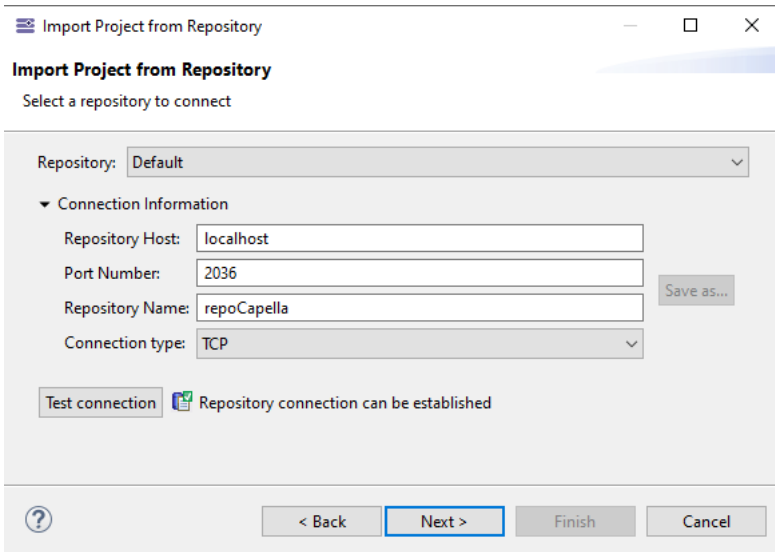 Import Project from Repository
Import Project from Repository
Select a repository to connect
Repository: Default
Connection Information
Repository Host: localhost
Port Number: 2036
Save as...
Repository Name: repoCapella
Connection type: TCP
Test connection Repository connection can be established
? < Back Next > Finish Cancel